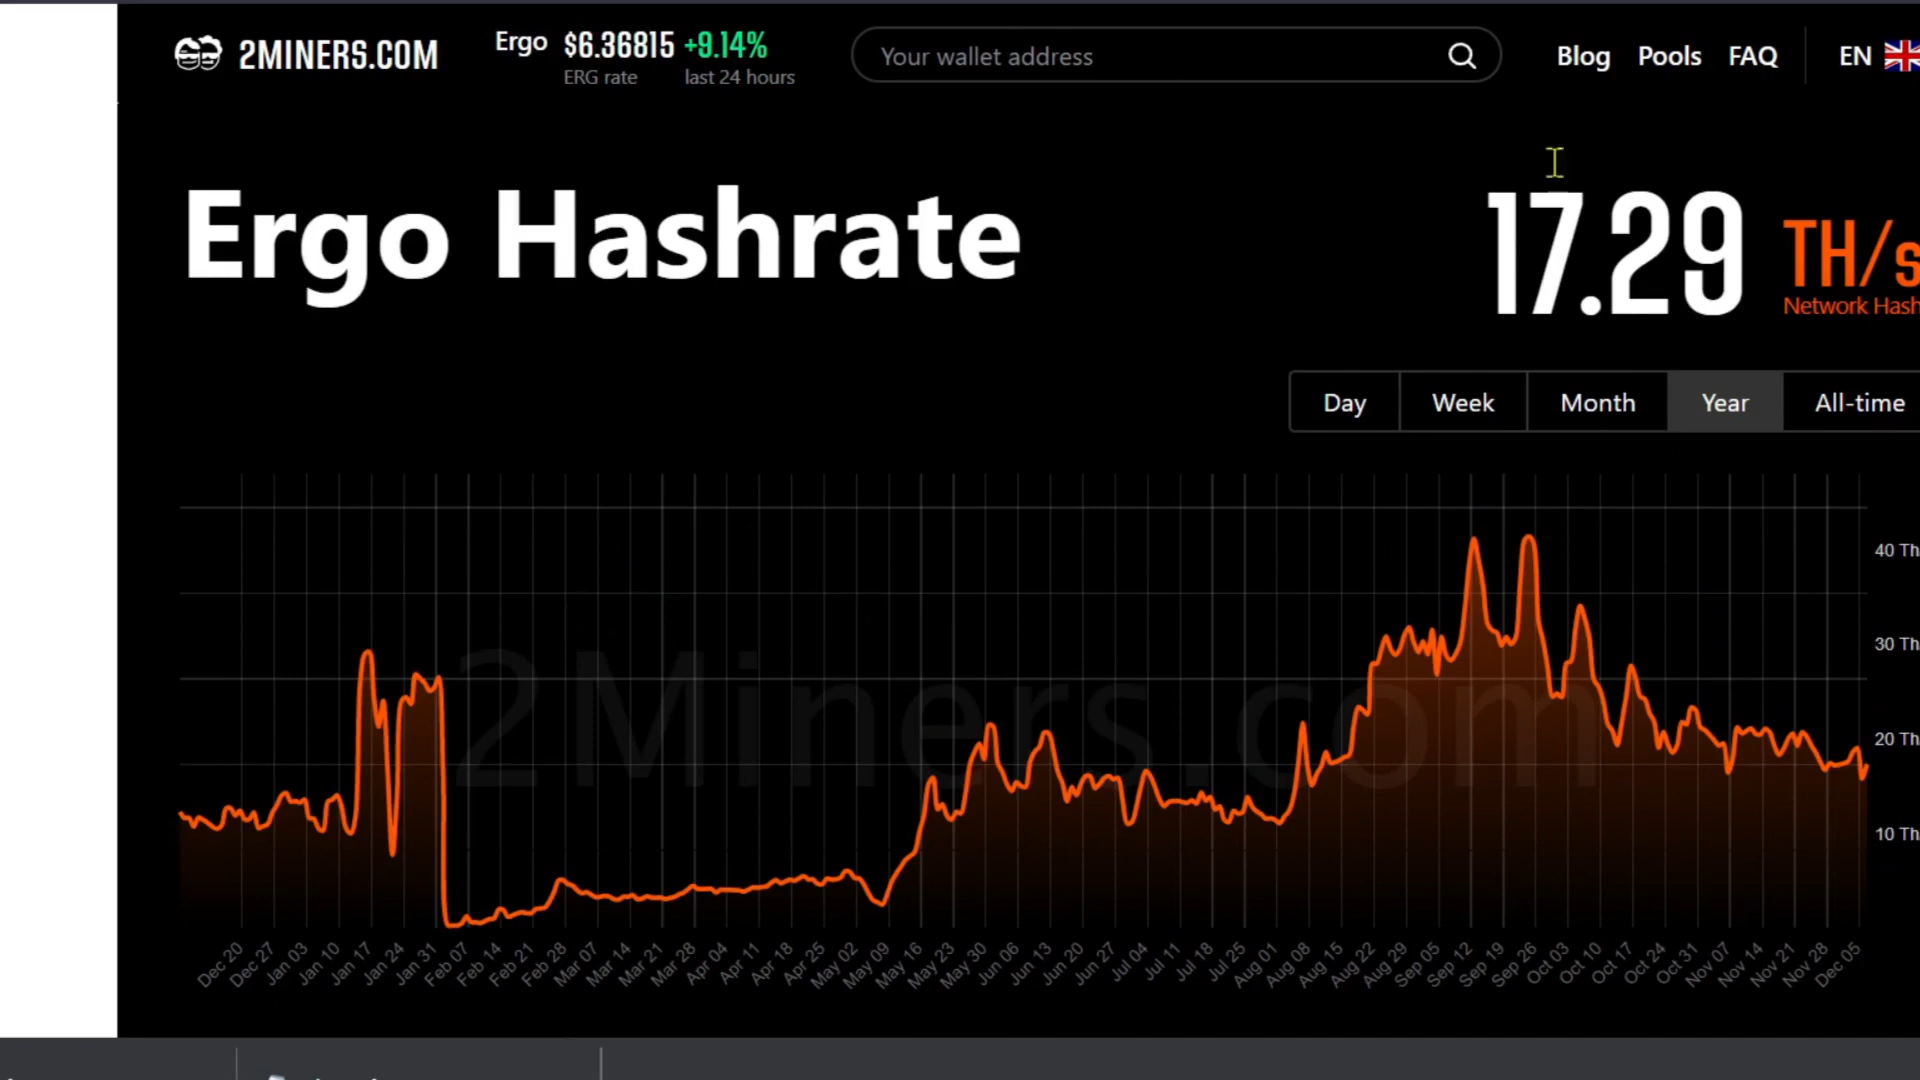 2MINERS.COM
Ergo $6.36815 +9.14%
ERG rate last 24 hours
Your wallet address
Blog Pools FAQ EN
Ergo Hashrate
17.29 TH/s
Network Hash
Day Week Month Year All-time
2Miners.com
40 Th
30 Th
20 Th
10 Th
Dec 20 Dec 27 Jan 03 Jan 10 Jan 17 Jan 24 Jan 31 Feb 07 Feb 14 Feb 21 Feb 28 Mar 07 Mar 14 Mar 21 Mar 28 Apr 04 Apr 11 Apr 18 Apr 25 May 02 May 09 May 16 May 23 May 30 Jun 06 Jun 13 Jun 20 Jun 27 Jul 04 Jul 11 Jul 18 Jul 25 Aug 01 Aug 08 Aug 15 Aug 22 Aug 29 Sep 05 Sep 12 Sep 19 Sep 26 Oct 03 Oct 10 Oct 17 Oct 24 Oct 31 Nov 07 Nov 14 Nov 21 Nov 28 Dec 05